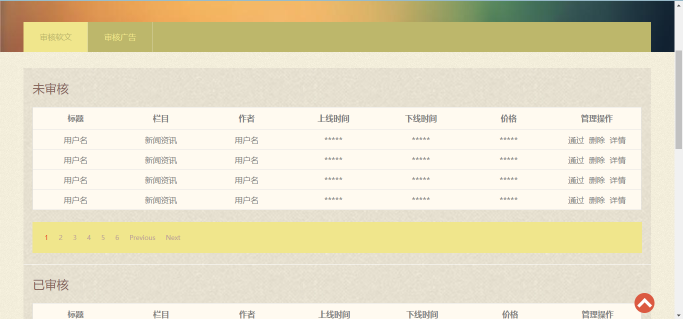 审核软文 审核广告
未审核
标题 栏目 作者 上线时间 下线时间 价格 管理操作
用户名 新闻资讯 用户名 ***** ***** ***** 通过 删除 详情
用户名 新闻资讯 用户名 ***** ***** ***** 通过 删除 详情
用户名 新闻资讯 用户名 ***** ***** ***** 通过 删除 详情
用户名 新闻资讯 用户名 ***** ***** ***** 通过 删除 详情
1 2 3 4 5 6 Previous Next
已审核
标题 栏目 作者 上线时间 下线时间 价格 管理操作